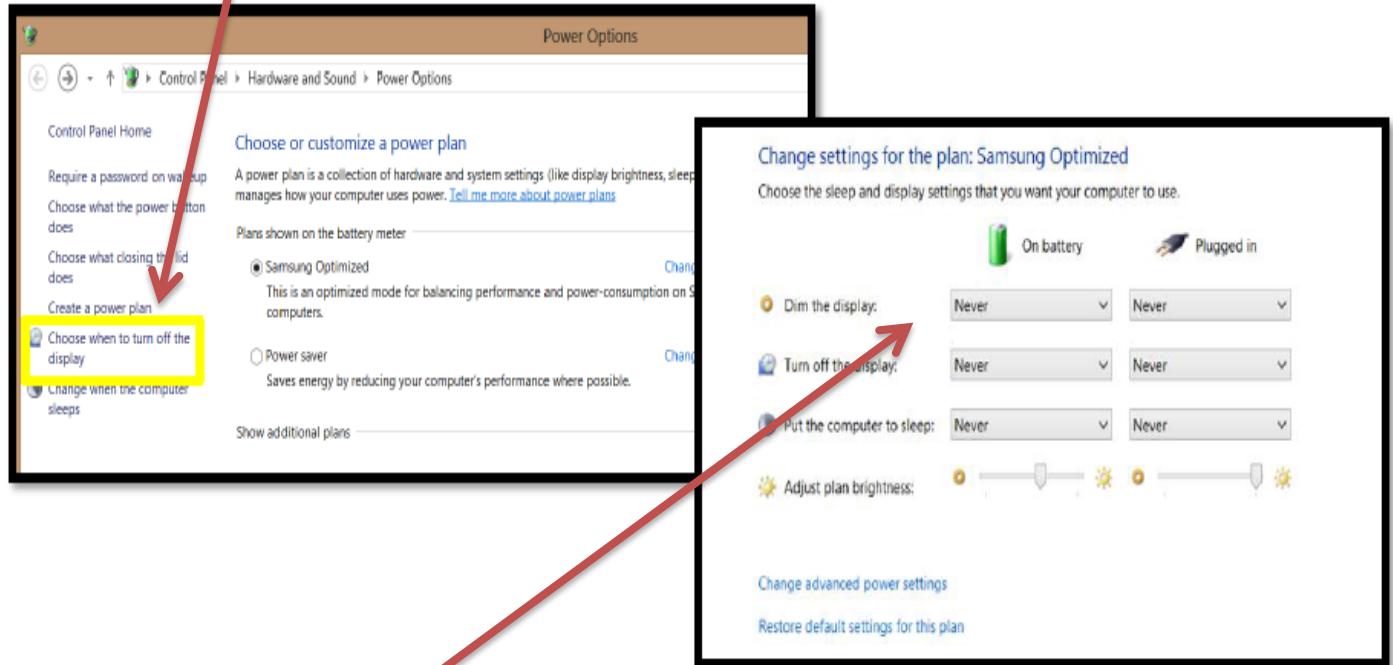 Power Options
Control Panel ▸ Hardware and Sound ▸ Power Options
Control Panel Home
Require a password on wakeup
Choose what the power button
does
Choose what closing the lid
does
Create a power plan
Choose when to turn off the
display
Change when the computer
sleeps
Choose or customize a power plan
A power plan is a collection of hardware and system settings (like display brightness, sleep
manages how your computer uses power. Tell me more about power plans
Plans shown on the battery meter
Samsung Optimized Chang
This is an optimized mode for balancing performance and power-consumption on S
computers.
Power saver Chang
Saves energy by reducing your computer's performance where possible.
Show additional plans
Change settings for the plan: Samsung Optimized
Choose the sleep and display settings that you want your computer to use.
On battery Plugged in
Dim the display: Never Never
Turn off the display: Never Never
Put the computer to sleep: Never Never
Adjust plan brightness:
Change advanced power settings
Restore default settings for this plan